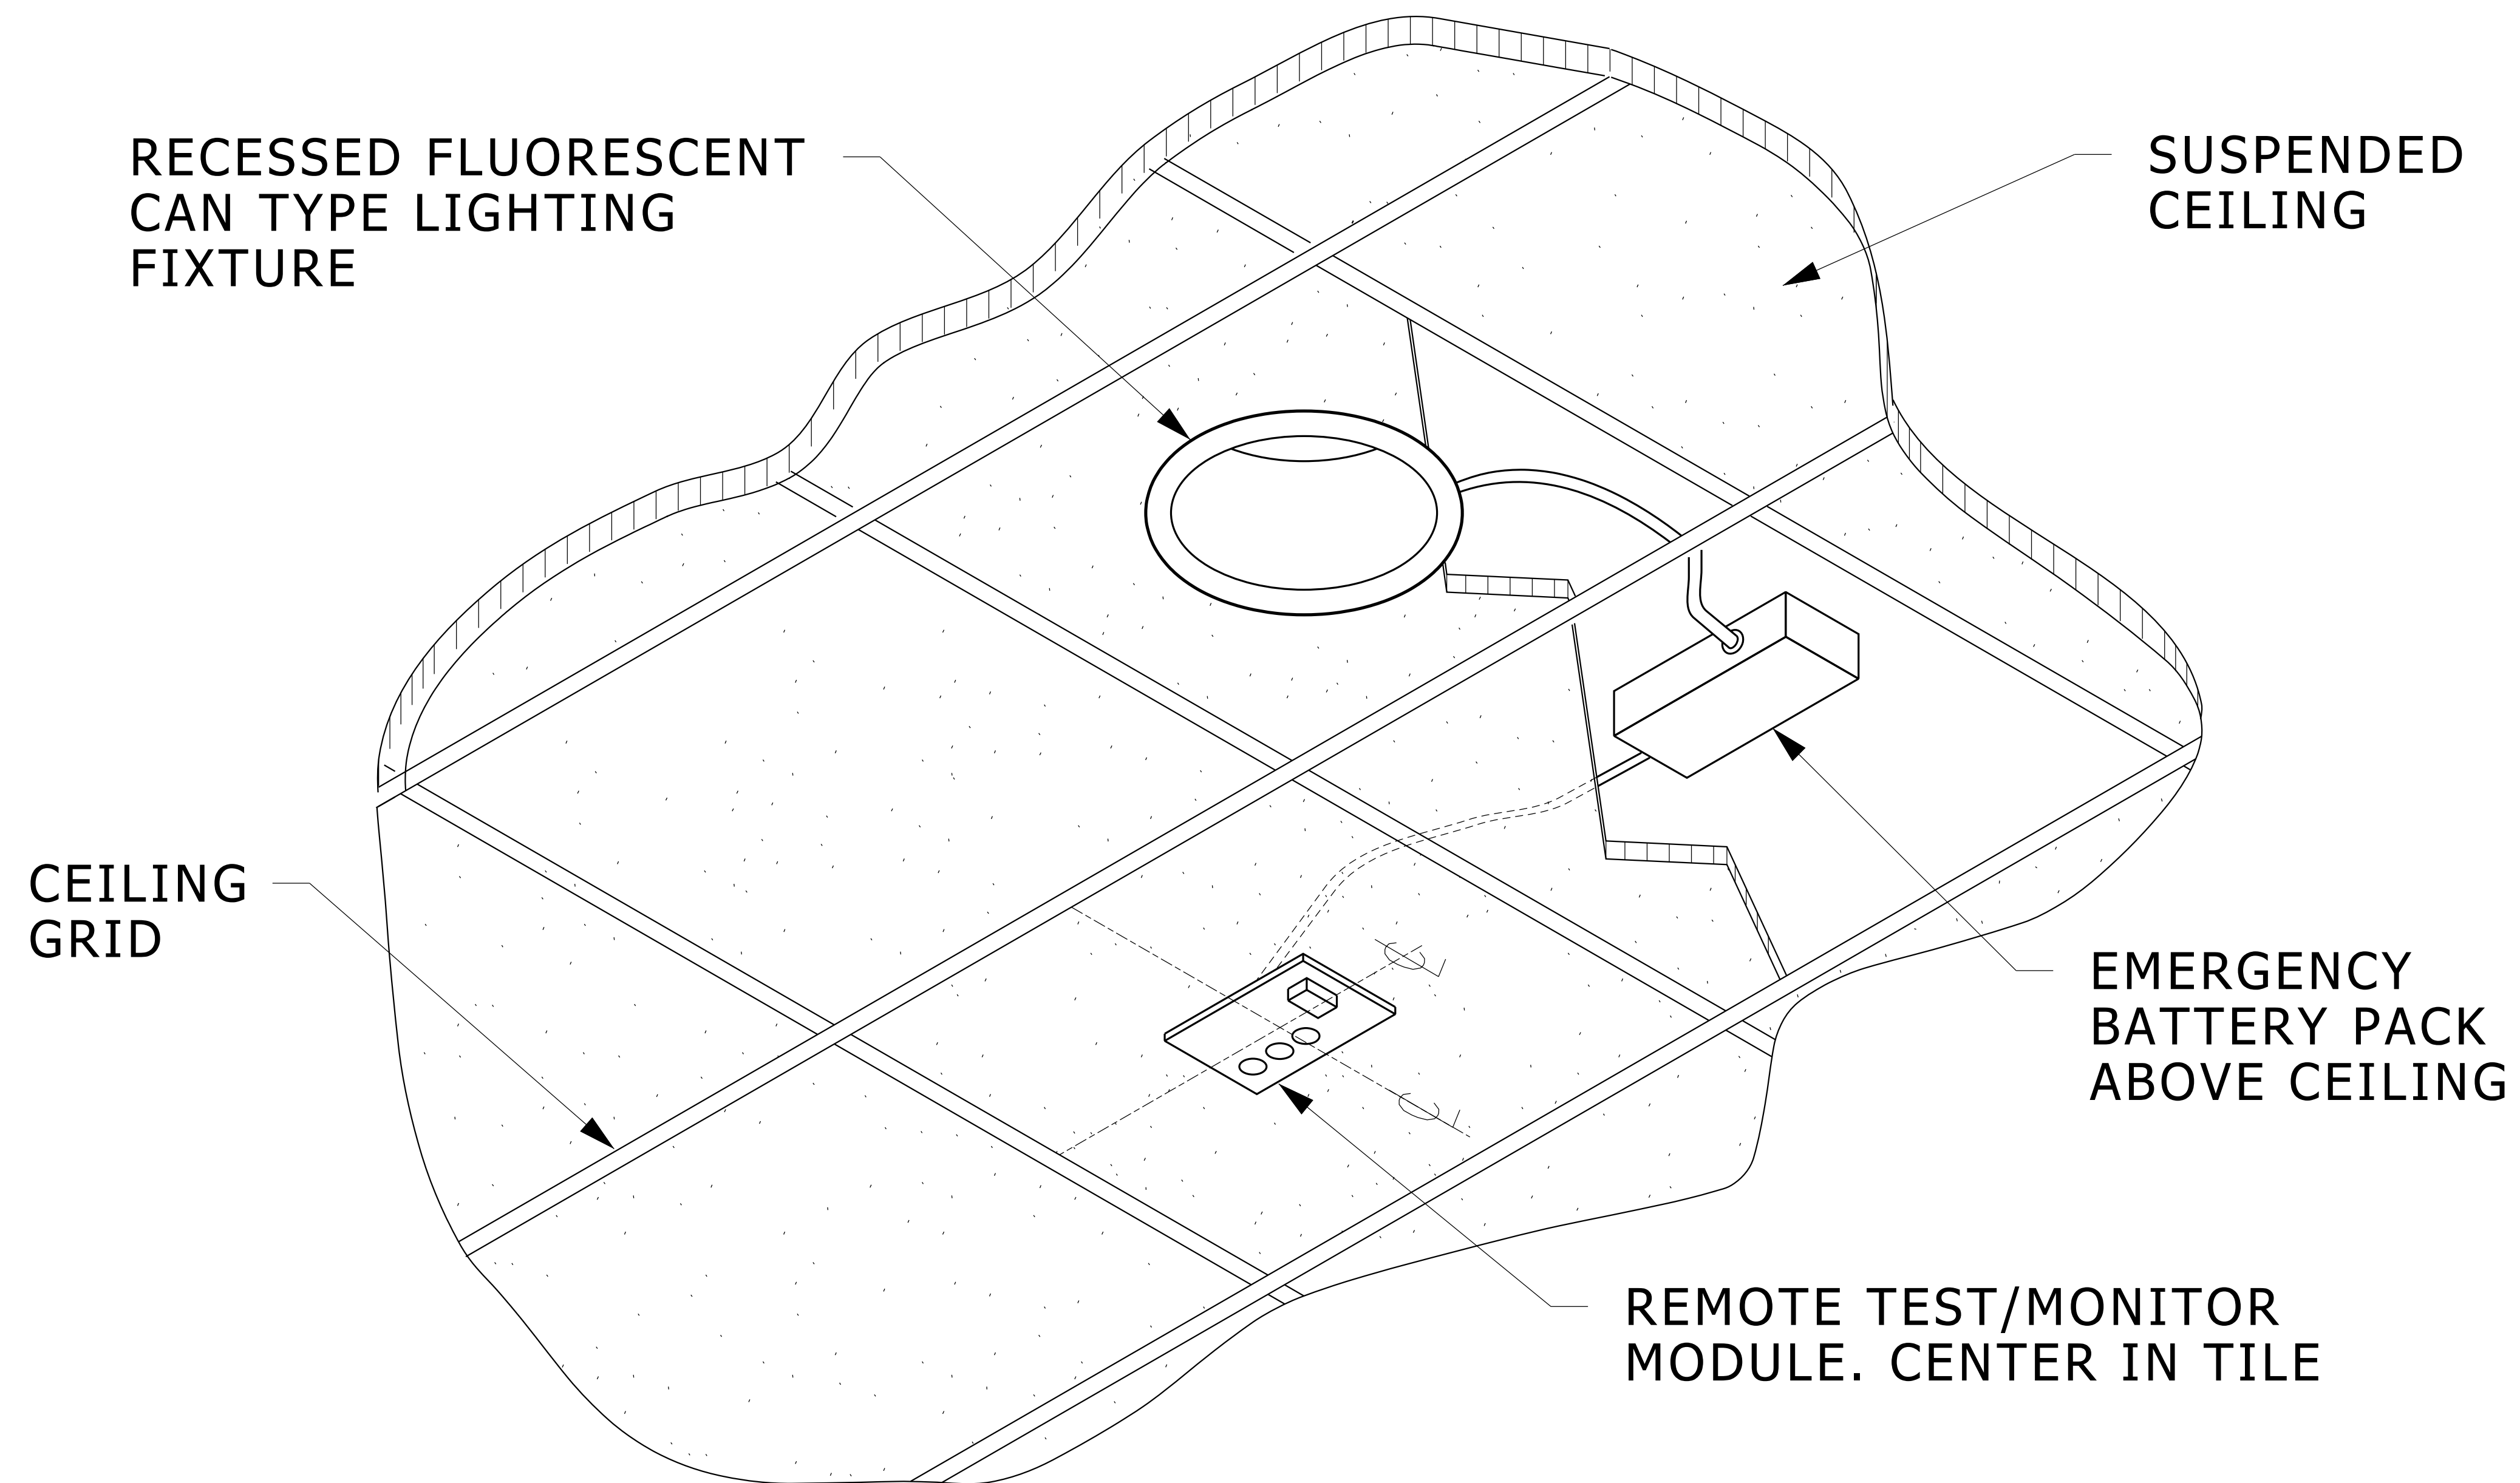 RECESSED FLUORESCENT
CAN TYPE LIGHTING
FIXTURE
SUSPENDED
CEILING
CEILING
GRID
EMERGENCY
BATTERY PACK
ABOVE CEILING
REMOTE TEST/MONITOR
MODULE. CENTER IN TILE